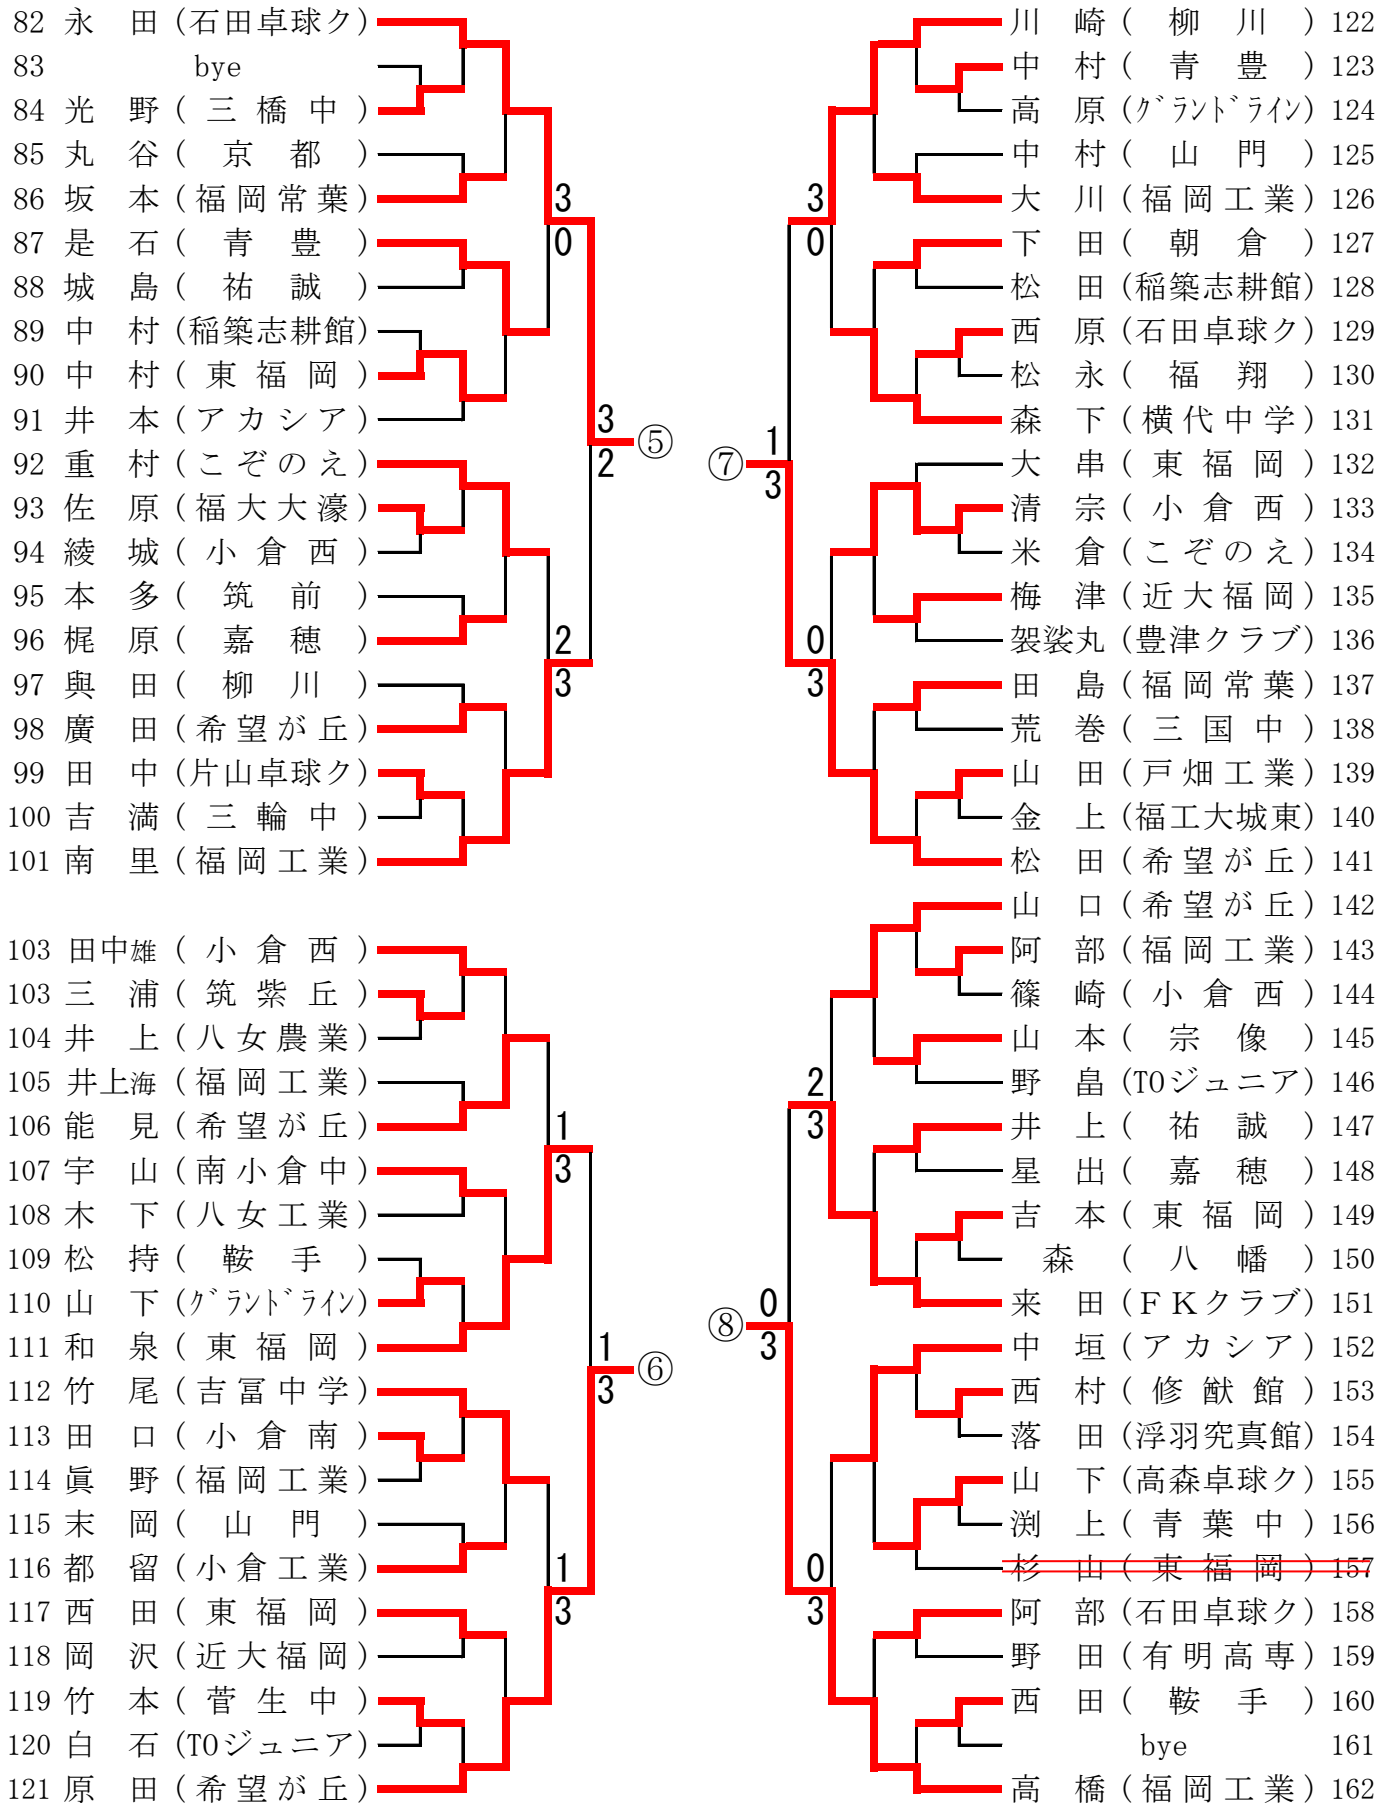 82 永 田 (石田卓球ク)
83 bye
84 光 野 ( 三 橋 中 )
85 丸 谷 ( 京 都 )
86 坂 本 ( 福 岡 常 葉 )
87 是 石 ( 青 豊 )
88 城 島 ( 祐 誠 )
89 中 村 (稲築志耕館)
90 中 村 ( 東 福 岡 )
91 井 本 ( ア カ シ ア )
92 重 村 ( こ ぞ の え )
93 佐 原 ( 福 大 大 濠 )
94 綾 城 ( 小 倉 西 )
95 本 多 ( 筑 前 )
96 梶 原 ( 嘉 穂 )
97 與 田 ( 柳 川 )
98 廣 田 ( 希 望 が 丘 )
99 田 中 (片山卓球ク)
100 吉 満 ( 三 輪 中 )
101 南 里 ( 福 岡 工 業 )
3
0
3
2
⑤
2
3
103 田中雄 ( 小 倉 西 )
103 三 浦 ( 筑 紫 丘 )
104 井 上 ( 八 女 農 業 )
105 井上海 ( 福 岡 工 業 )
106 能 見 ( 希 望 が 丘 )
107 宇 山 ( 南 小 倉 中 )
108 木 下 ( 八 女 工 業 )
109 松 持 ( 鞍 手 )
110 山 下 (グランドライン)
111 和 泉 ( 東 福 岡 )
112 竹 尾 ( 吉 冨 中 学 )
113 田 口 ( 小 倉 南 )
114 眞 野 ( 福 岡 工 業 )
115 末 岡 ( 山 門 )
116 都 留 ( 小 倉 工 業 )
117 西 田 ( 東 福 岡 )
118 岡 沢 ( 近 大 福 岡 )
119 竹 本 ( 菅 生 中 )
120 白 石 (TOジュニア)
121 原 田 ( 希 望 が 丘 )
1
3
1
3
⑥
1
3
川 崎 ( 柳 川 ) 122
中 村 ( 青 豊 ) 123
高 原 (グランドライン) 124
中 村 ( 山 門 ) 125
大 川 ( 福 岡 工 業 ) 126
下 田 ( 朝 倉 ) 127
松 田 (稲築志耕館) 128
西 原 (石田卓球ク) 129
松 永 ( 福 翔 ) 130
森 下 ( 横 代 中 学 ) 131
大 串 ( 東 福 岡 ) 132
清 宗 ( 小 倉 西 ) 133
米 倉 ( こ ぞ の え ) 134
梅 津 ( 近 大 福 岡 ) 135
袈裟丸 (豊津クラブ) 136
田 島 ( 福 岡 常 葉 ) 137
荒 巻 ( 三 国 中 ) 138
山 田 ( 戸 畑 工 業 ) 139
金 上 (福工大城東) 140
松 田 ( 希 望 が 丘 ) 141
3
0
⑦
1
3
0
3
山 口 ( 希 望 が 丘 ) 142
阿 部 ( 福 岡 工 業 ) 143
篠 崎 ( 小 倉 西 ) 144
山 本 ( 宗 像 ) 145
野 畠 (TOジュニア) 146
井 上 ( 祐 誠 ) 147
星 出 ( 嘉 穂 ) 148
吉 本 ( 東 福 岡 ) 149
森 ( 八 幡 ) 150
来 田 (ＦＫクラブ) 151
中 垣 ( ア カ シ ア ) 152
西 村 ( 修 猷 館 ) 153
落 田 (浮羽究真館) 154
山 下 (高森卓球ク) 155
渕 上 ( 青 葉 中 ) 156
杉 山 ( 東 福 岡 ) 157
阿 部 (石田卓球ク) 158
野 田 ( 有 明 高 専 ) 159
西 田 ( 鞍 手 ) 160
bye 161
高 橋 ( 福 岡 工 業 ) 162
2
3
⑧
0
3
0
3